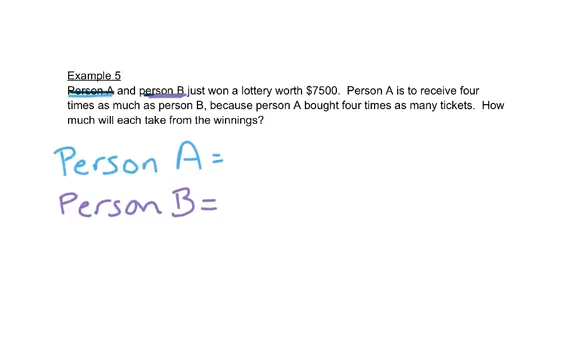 Example 5
Person A and person B just won a lottery worth $7500. Person A is to receive four
times as much as person B, because person A bought four times as many tickets. How
much will each take from the winnings?
Person A =
Person B =